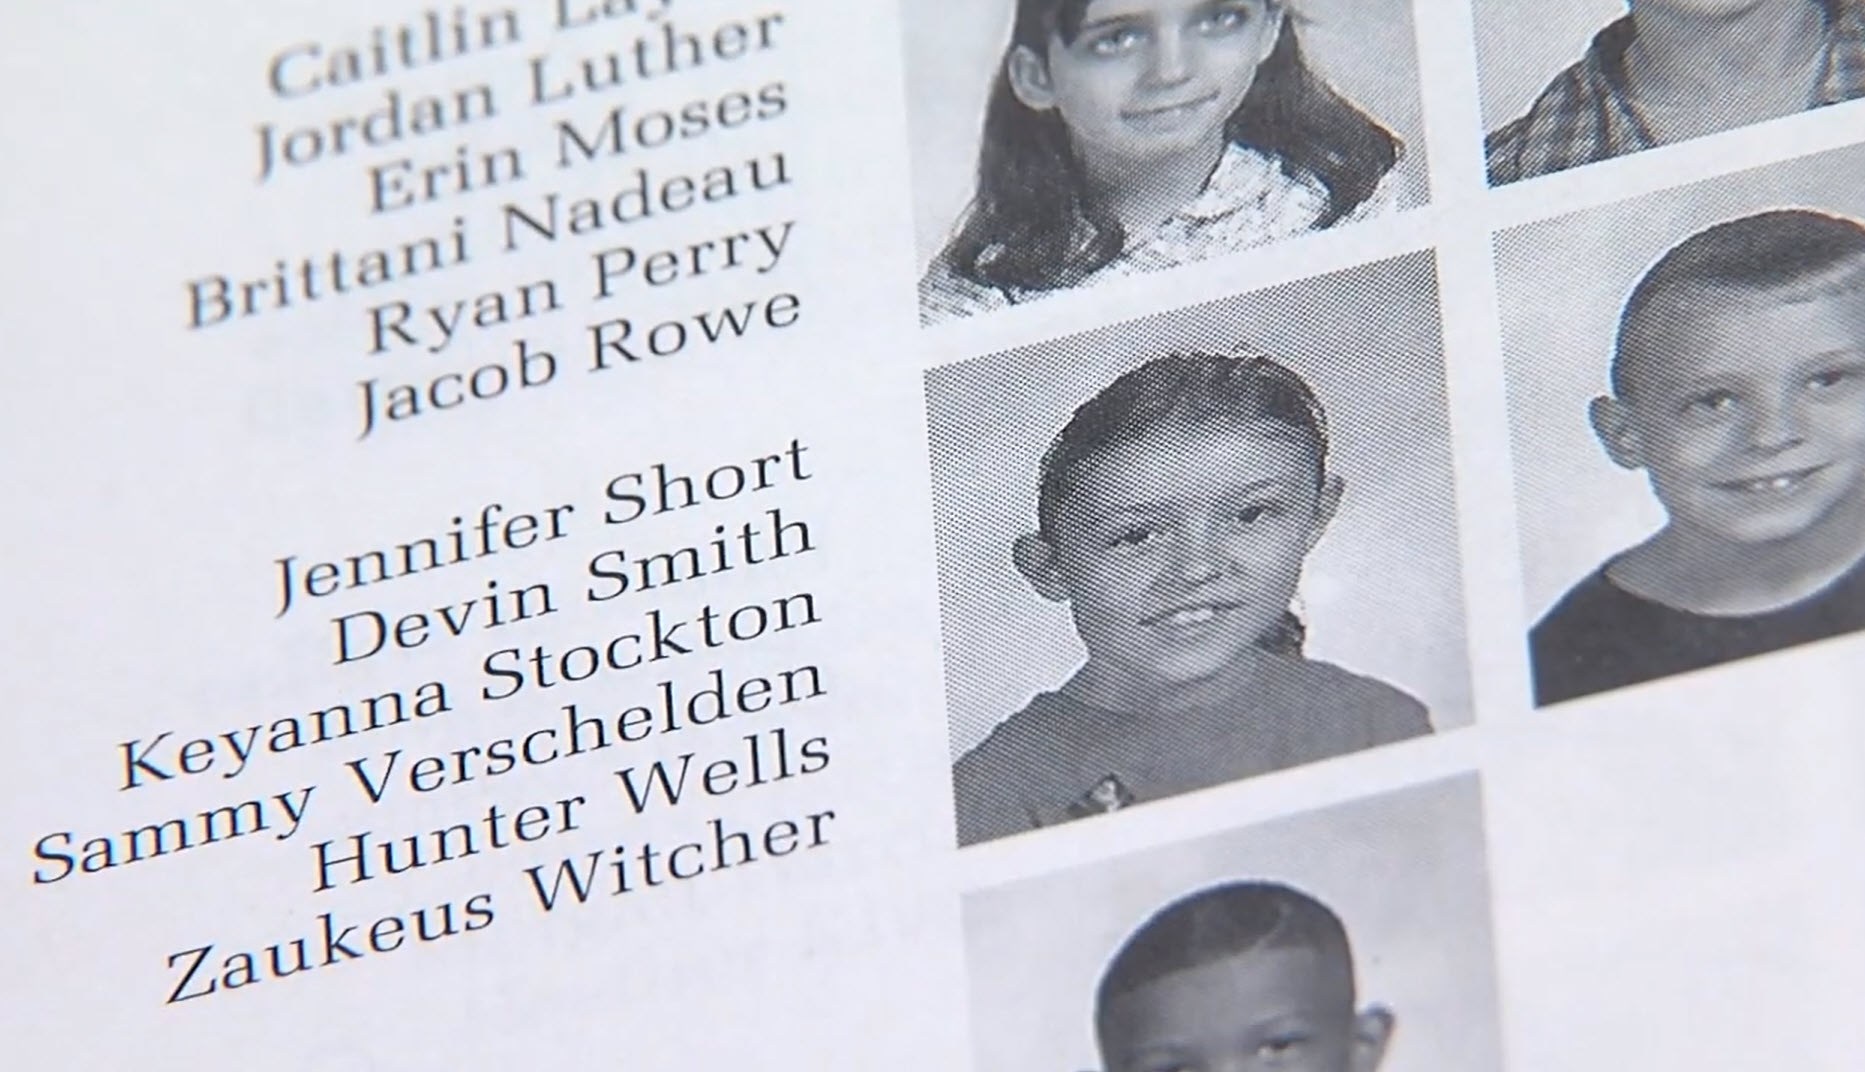 Caitlin
Jordan Luther
Erin Moses
Brittani Nadeau
Ryan Perry
Jacob Rowe
Jennifer Short
Devin Smith
Keyanna Stockton
Sammy Verschelden
Hunter Wells
Zaukeus Witcher